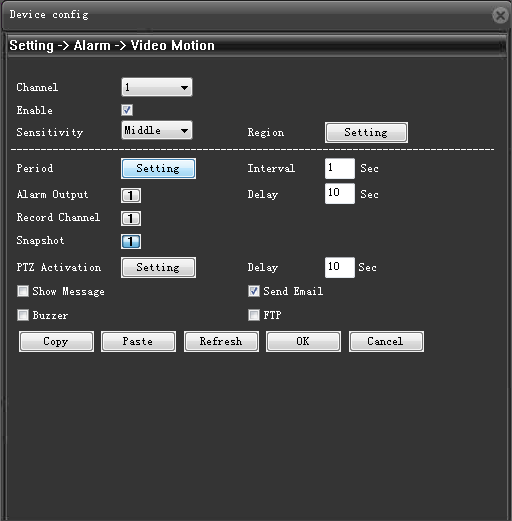 Device config
Setting -> Alarm -> Video Motion
Channel 1
Enable
Sensitivity Middle Region Setting
Period Setting Interval 1 Sec
Alarm Output 1 Delay 10 Sec
Record Channel 1
Snapshot 1
PTZ Activation Setting Delay 10 Sec
Show Message Send Email
Buzzer FTP
Copy Paste Refresh OK Cancel